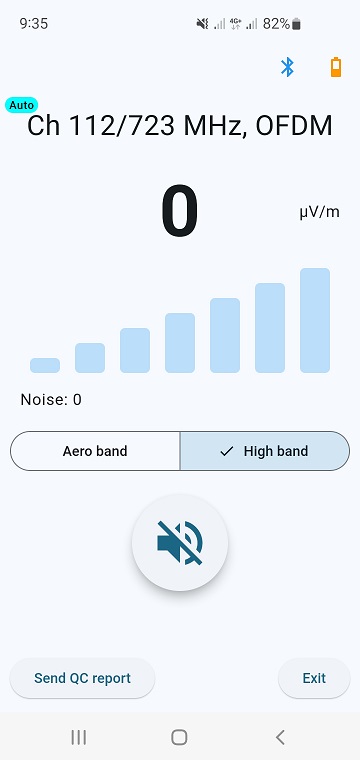 9:35 4G+ 82%
Auto
Ch 112/723 MHz, OFDM
0 µV/m
Noise: 0
Aero band High band
Send QC report Exit